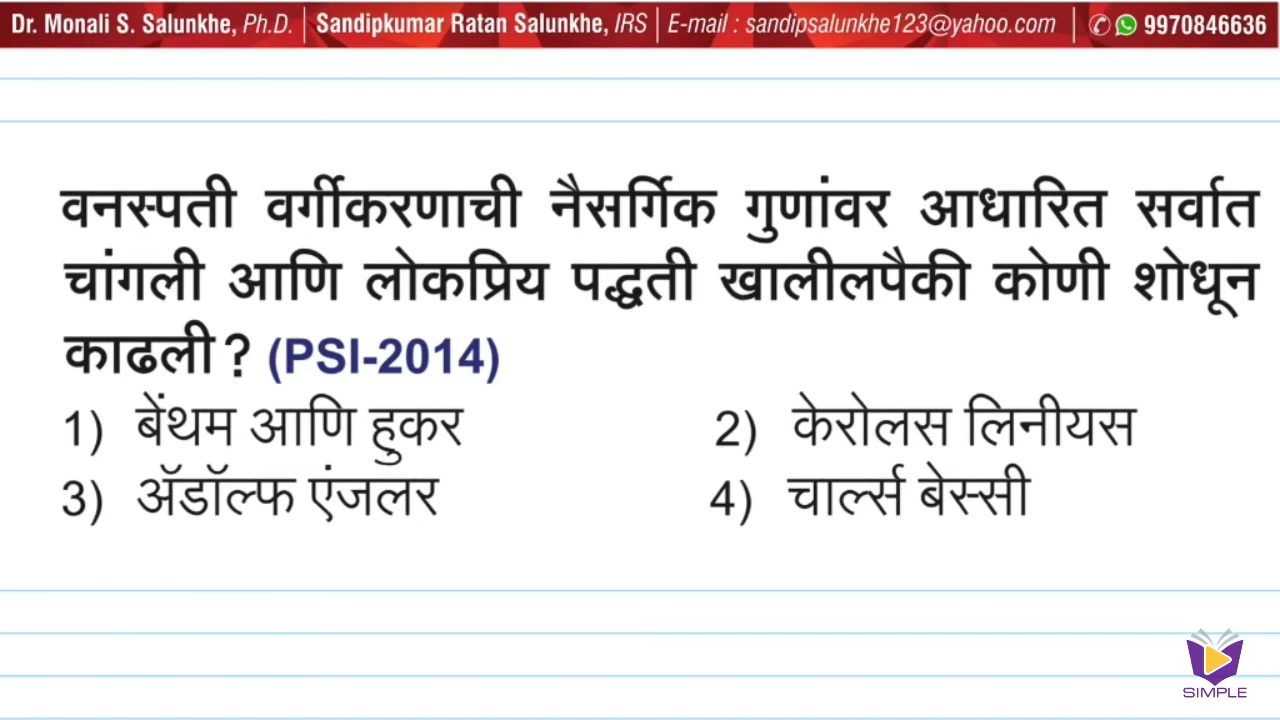 Dr. Monali S. Salunkhe, Ph.D. | Sandipkumar Ratan Salunkhe, IRS | E-mail : sandipsalunkhe123@yahoo.com | 9970846636
वनस्पती वर्गीकरणाची नैसर्गिक गुणांवर आधारित सर्वात
चांगली आणि लोकप्रिय पद्धती खालीलपैकी कोणी शोधून
काढली? (PSI-2014)
1) बेंथम आणि हुकर 2) केरोलस लिनीयस
3) ॲडॉल्फ एंजलर 4) चार्ल्स बेस्सी
SIMPLE